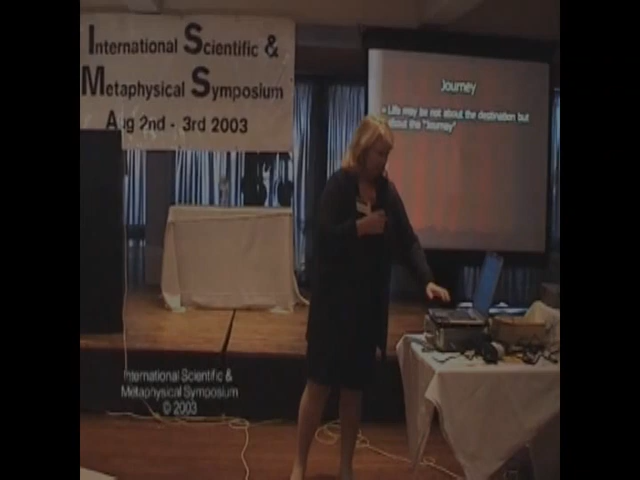 International Scientific &
Metaphysical Symposium
Aug 2nd - 3rd 2003
Journey
• Life may be not about the destination but
about the "Journey"
International Scientific &
Metaphysical Symposium
© 2003